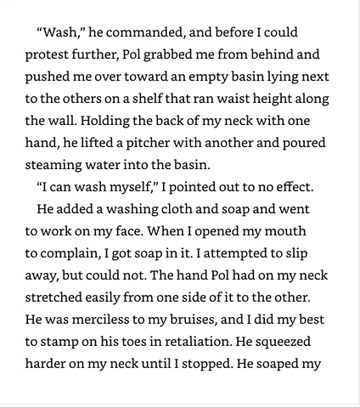 “Wash,” he commanded, and before I could
protest further, Pol grabbed me from behind and
pushed me over toward an empty basin lying next
to the others on a shelf that ran waist height along
the wall. Holding the back of my neck with one
hand, he lifted a pitcher with another and poured
steaming water into the basin.
“I can wash myself,” I pointed out to no effect.
He added a washing cloth and soap and went
to work on my face. When I opened my mouth
to complain, I got soap in it. I attempted to slip
away, but could not. The hand Pol had on my neck
stretched easily from one side of it to the other.
He was merciless to my bruises, and I did my best
to stamp on his toes in retaliation. He squeezed
harder on my neck until I stopped. He soaped my